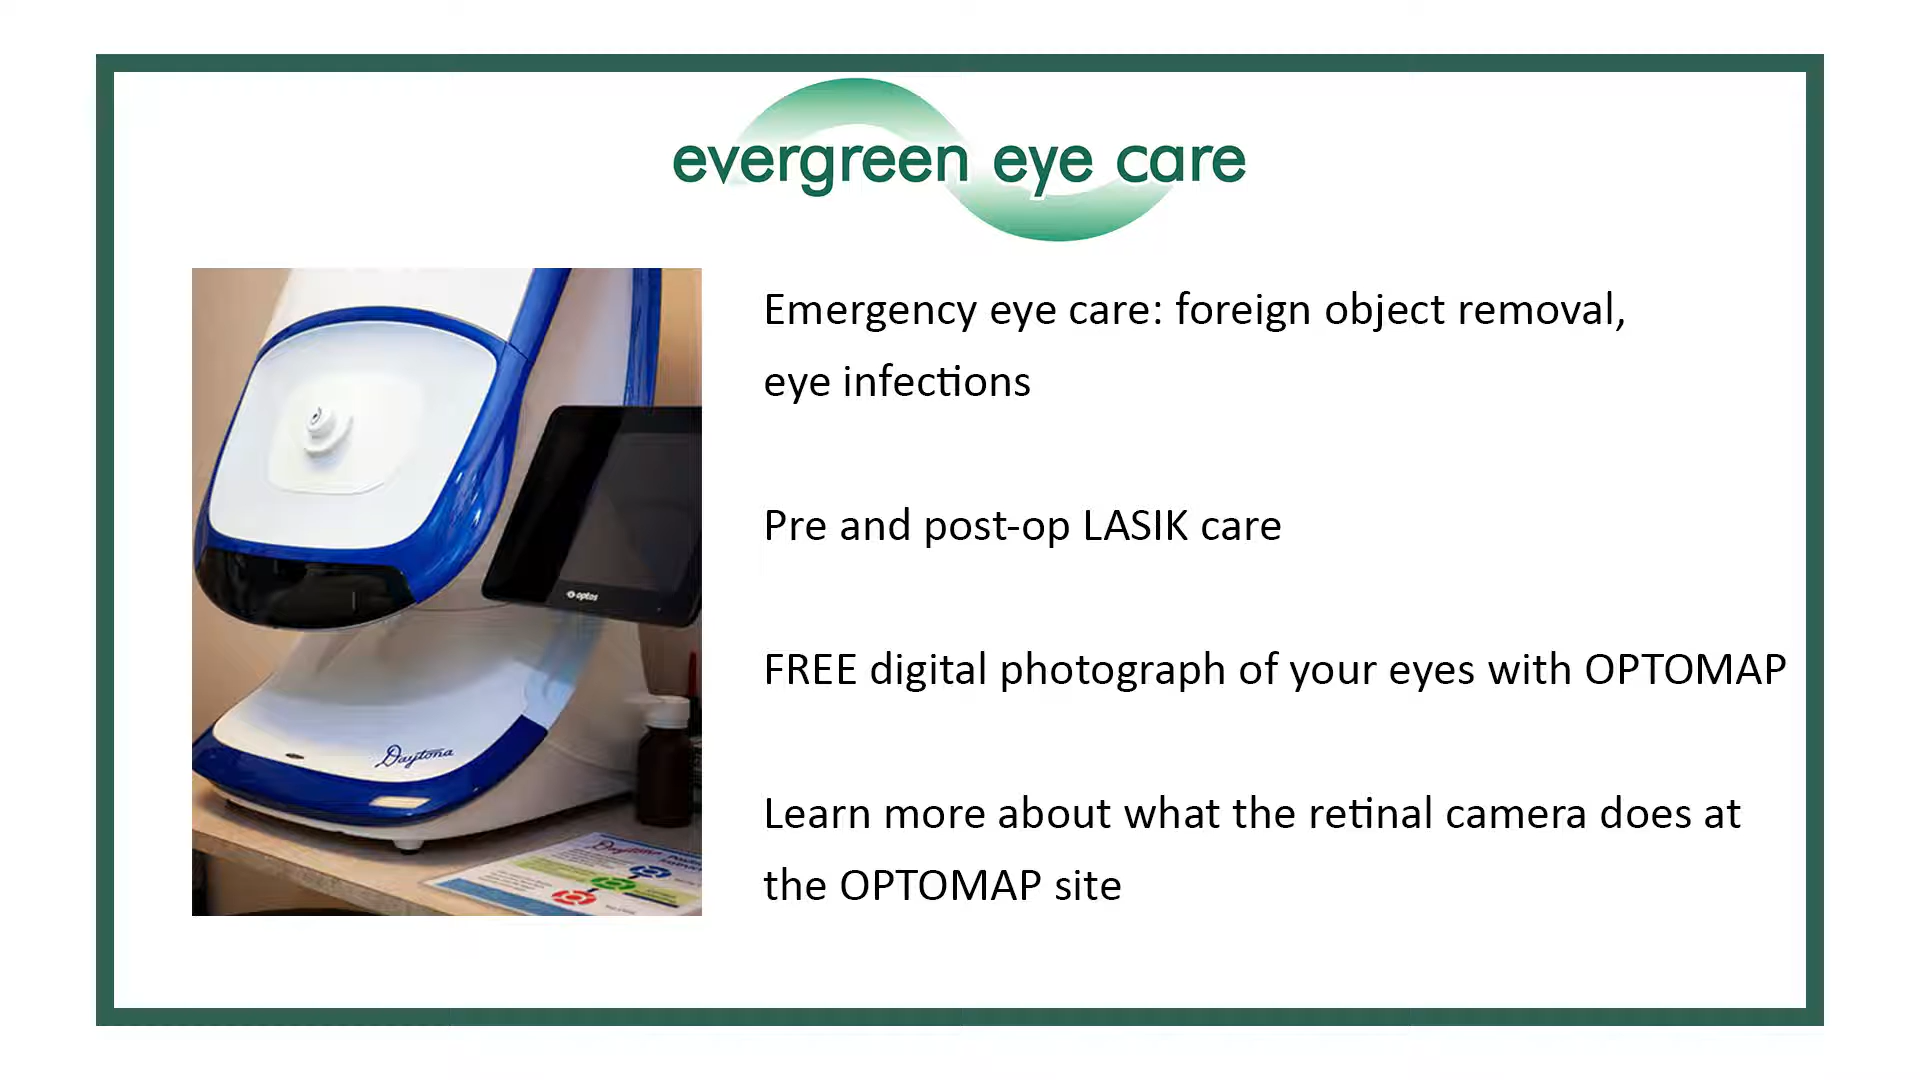 evergreen eye care
Emergency eye care: foreign object removal,
eye infections
Pre and post-op LASIK care
FREE digital photograph of your eyes with OPTOMAP
Learn more about what the retinal camera does at
the OPTOMAP site
optos
Daytona
Daytona